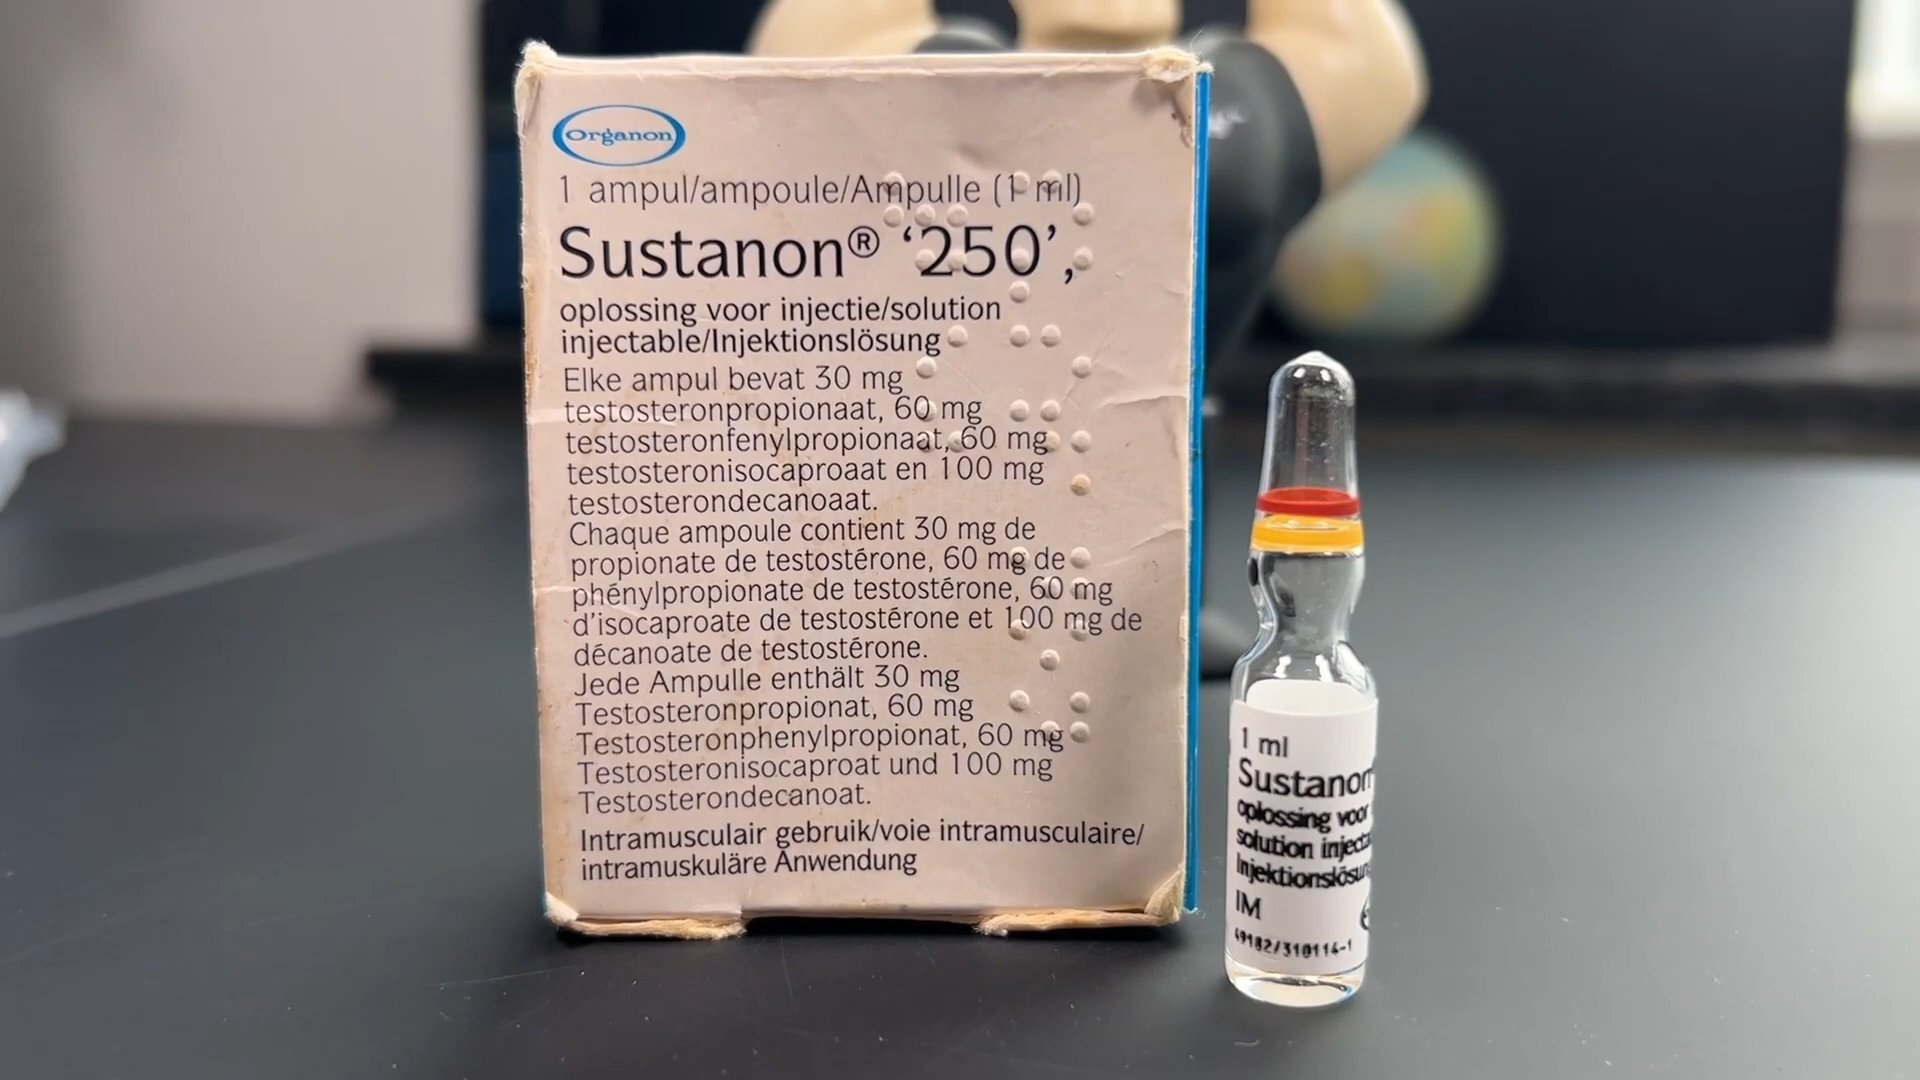 Organon
1 ampul/ampoule/Ampulle (1 ml)
Sustanon® ‘250’,
oplossing voor injectie/solution
injectable/Injektionslösung
Elke ampul bevat 30 mg
testosteronpropionaat, 60 mg
testosteronfenylpropionaat, 60 mg
testosteronisocaproaat en 100 mg
testosterondecanoaat.
Chaque ampoule contient 30 mg de
propionate de testostérone, 60 mg de
phénylpropionate de testostérone, 60 mg
d’isocaproate de testostérone et 100 mg de
décanoate de testostérone.
Jede Ampulle enthält 30 mg
Testosteronpropionat, 60 mg
Testosteronphenylpropionat, 60 mg
Testosteronisocaproat und 100 mg
Testosterondecanoat.
Intramusculair gebruik/voie intramusculaire/
intramuskuläre Anwendung
1 ml
Sustanon
oplossing voor
solution injecta
Injektionslösun
IM
49182/310114-1